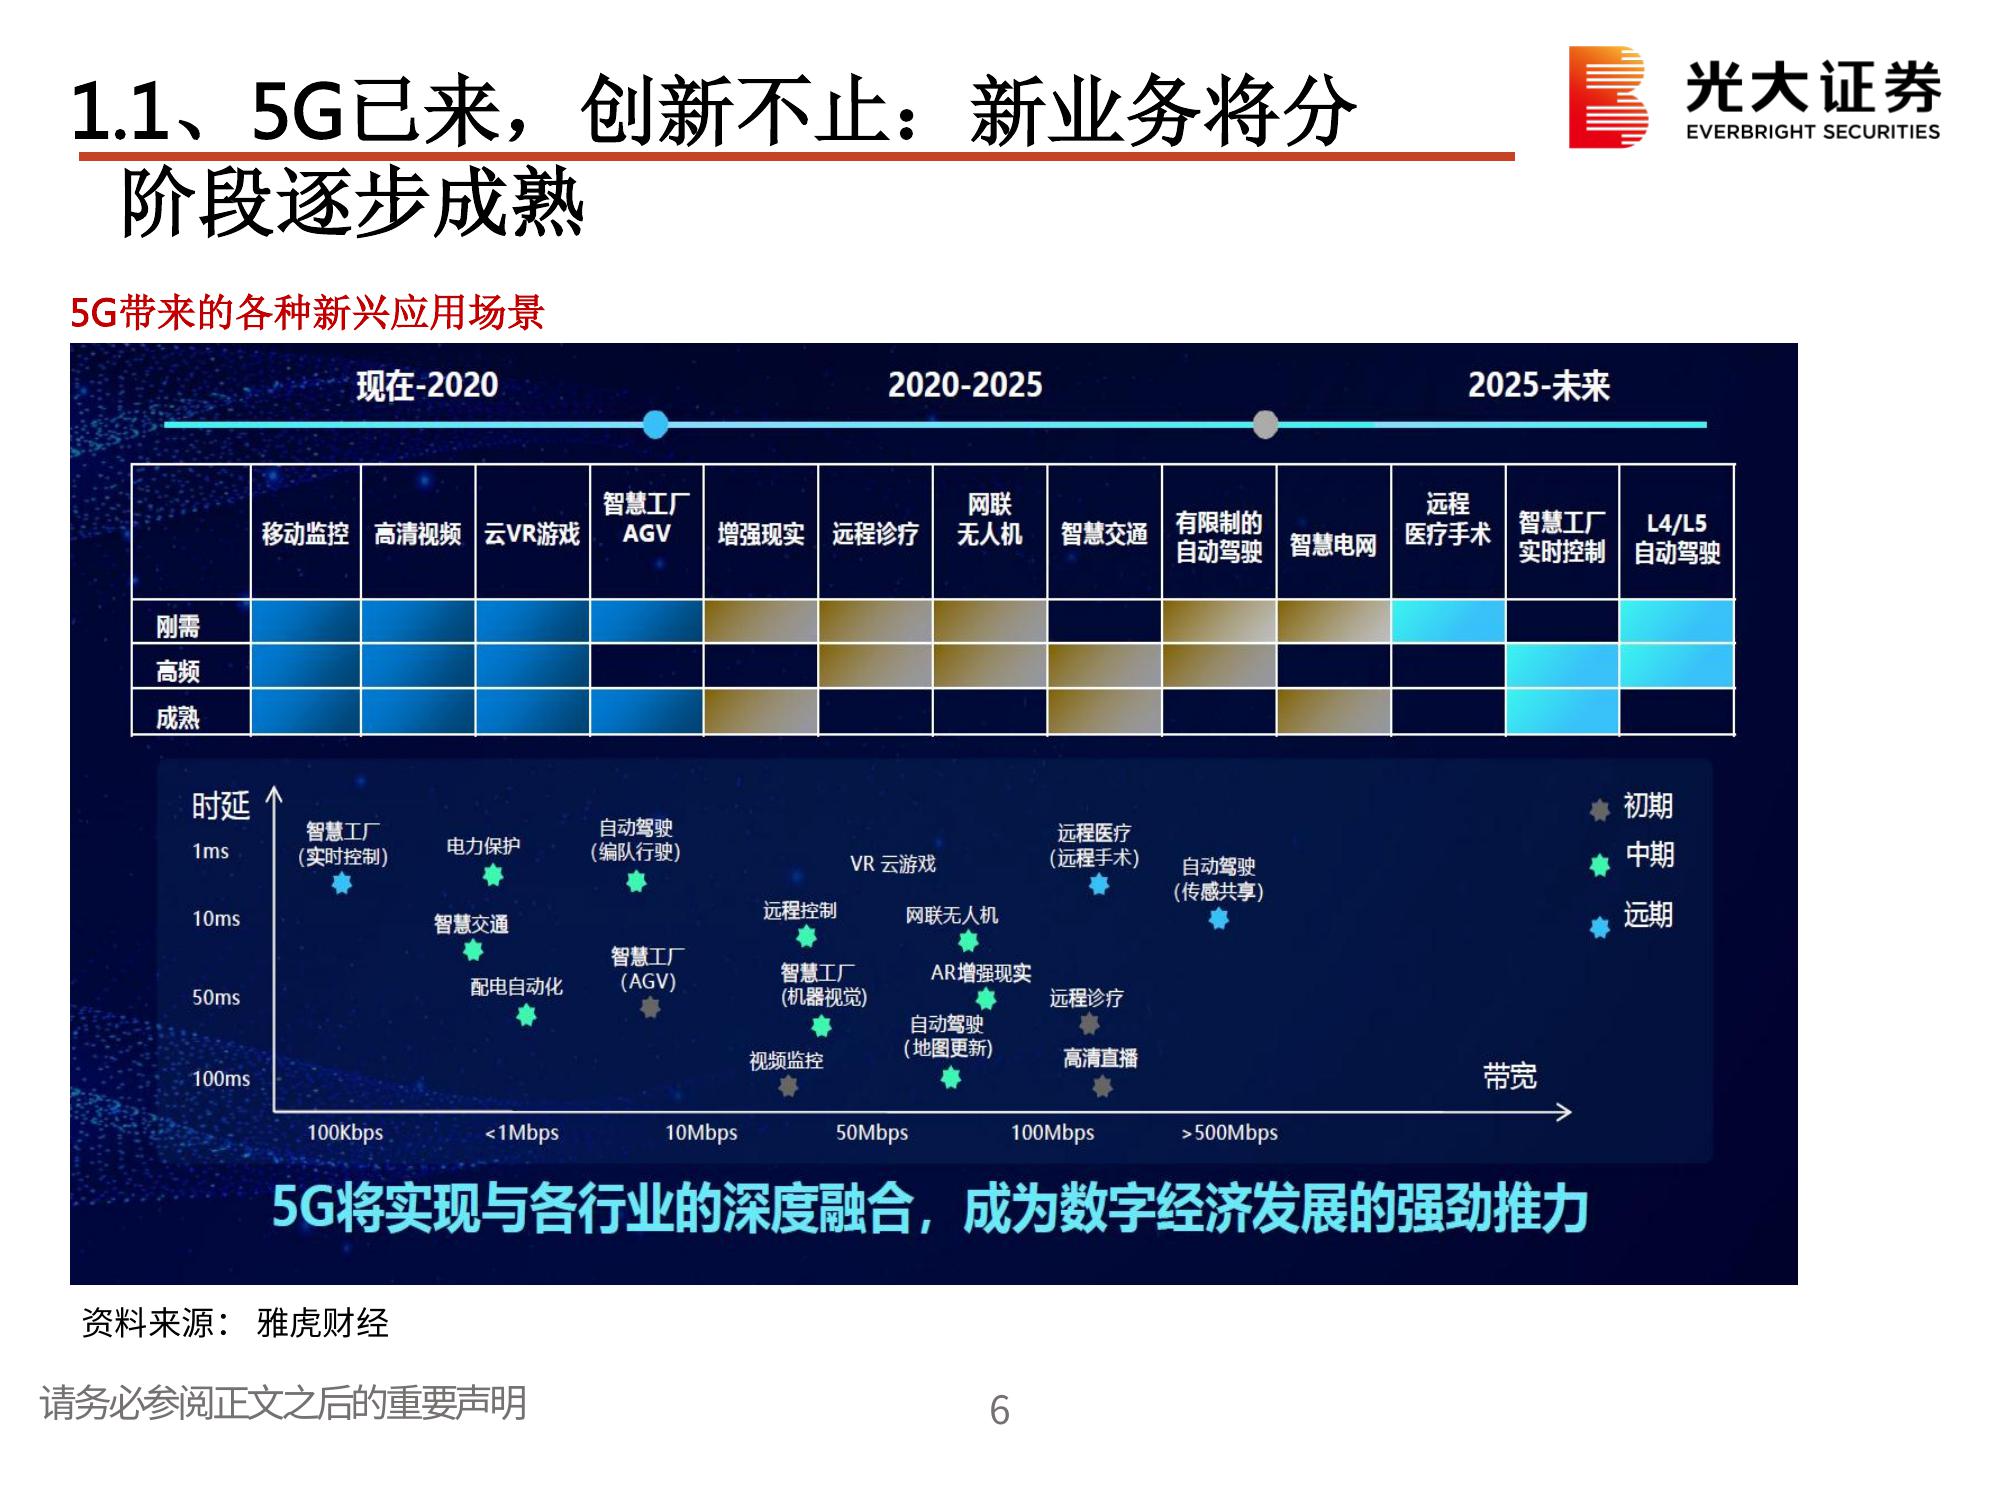 1.1、5G已来，创新不止：新业务将分
阶段逐步成熟
光大证券
EVERBRIGHT SECURITIES
5G带来的各种新兴应用场景
现在-2020
2020-2025
2025-未来
移动监控
高清视频
云VR游戏
智慧工厂
AGV
增强现实
远程诊疗
网联
无人机
智慧交通
有限制的
自动驾驶
智慧电网
远程
医疗手术
智慧工厂
实时控制
L4/L5
自动驾驶
刚需
高频
成熟
时延
1ms
10ms
50ms
100ms
智慧工厂
(实时控制)
电力保护
自动驾驶
(编队行驶)
VR 云游戏
远程医疗
(远程手术)
自动驾驶
(传感共享)
智慧交通
远程控制
网联无人机
配电自动化
智慧工厂
(AGV)
智慧工厂
(机器视觉)
AR增强现实
远程诊疗
自动驾驶
(地图更新)
视频监控
高清直播
初期
中期
远期
带宽
100Kbps
<1Mbps
10Mbps
50Mbps
100Mbps
>500Mbps
5G将实现与各行业的深度融合，成为数字经济发展的强劲推力
资料来源： 雅虎财经
请务必参阅正文之后的重要声明
6